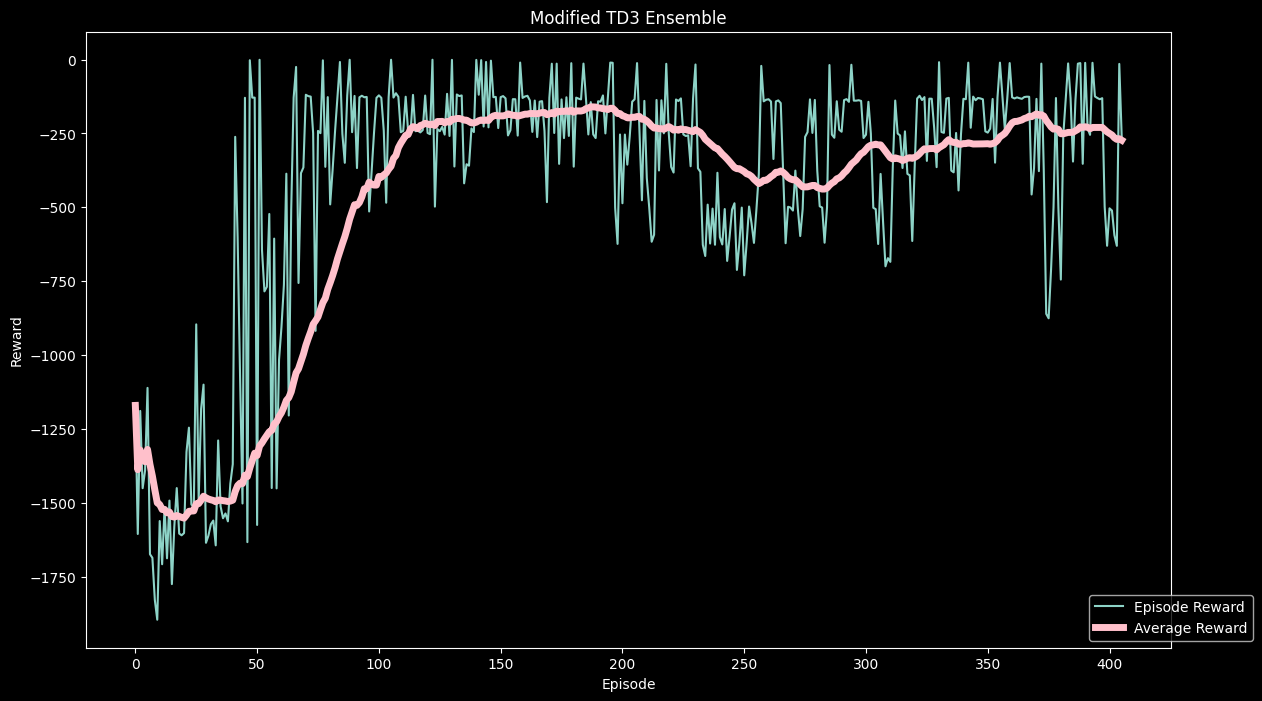 Modified TD3 Ensemble
Reward
0
−250
−500
−750
−1000
−1250
−1500
−1750
0 50 100 150 200 250 300 350 400
Episode
Episode Reward
Average Reward